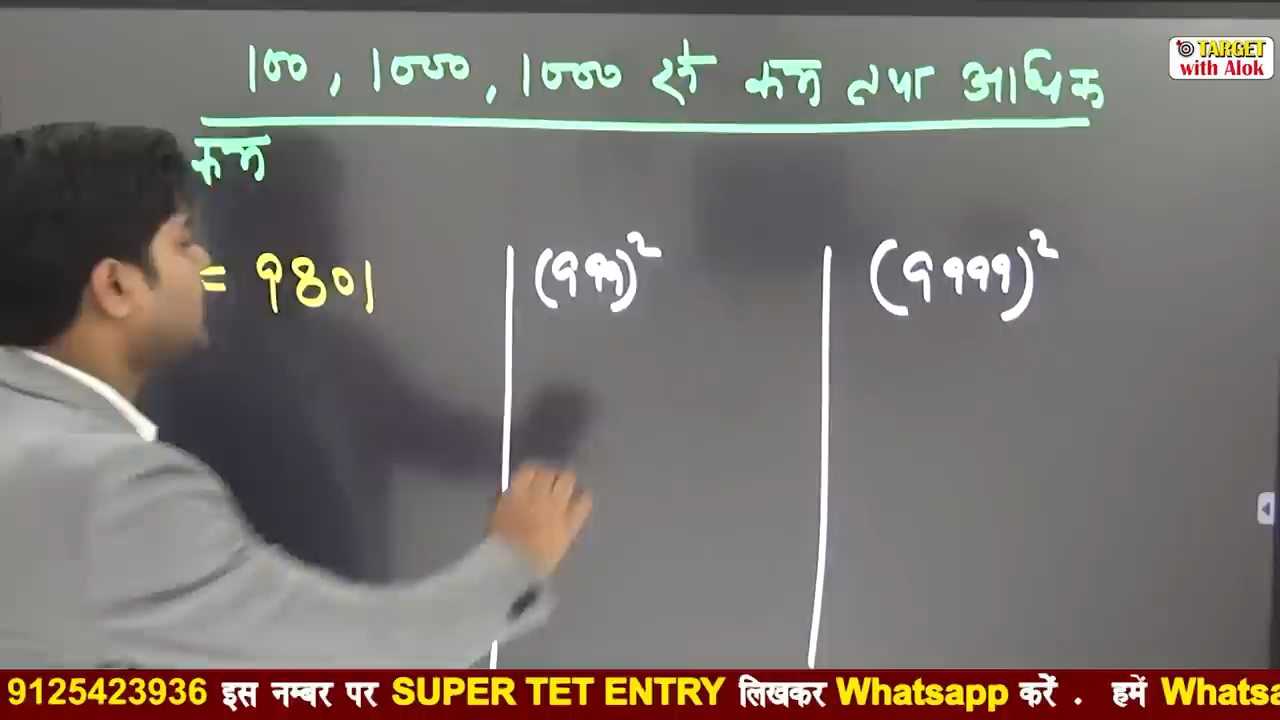 TARGET
with Alok
100, 1000, 1000 से कम तथा अधिक
कम
= 9801
(999)²
(9999)²
9125423936 इस नम्बर पर SUPER TET ENTRY लिखकर Whatsapp करें . हमें Whatsa